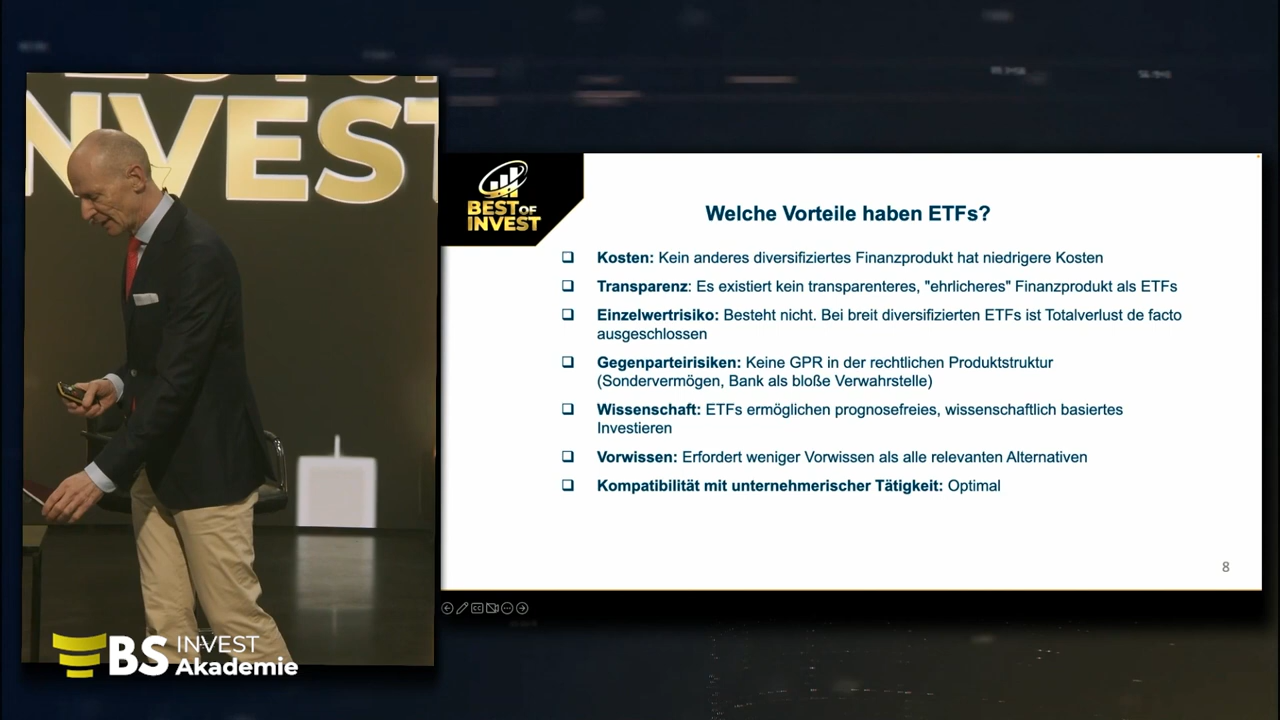 INVEST
BEST OF
INVEST
Welche Vorteile haben ETFs?
❑ Kosten: Kein anderes diversifiziertes Finanzprodukt hat niedrigere Kosten
❑ Transparenz: Es existiert kein transparenteres, "ehrlicheres" Finanzprodukt als ETFs
❑ Einzelwertrisiko: Besteht nicht. Bei breit diversifizierten ETFs ist Totalverlust de facto
ausgeschlossen
❑ Gegenparteirisiken: Keine GPR in der rechtlichen Produktstruktur
(Sondervermögen, Bank als bloße Verwahrstelle)
❑ Wissenschaft: ETFs ermöglichen prognosefreies, wissenschaftlich basiertes
Investieren
❑ Vorwissen: Erfordert weniger Vorwissen als alle relevanten Alternativen
❑ Kompatibilität mit unternehmerischer Tätigkeit: Optimal
8
BS INVEST
Akademie